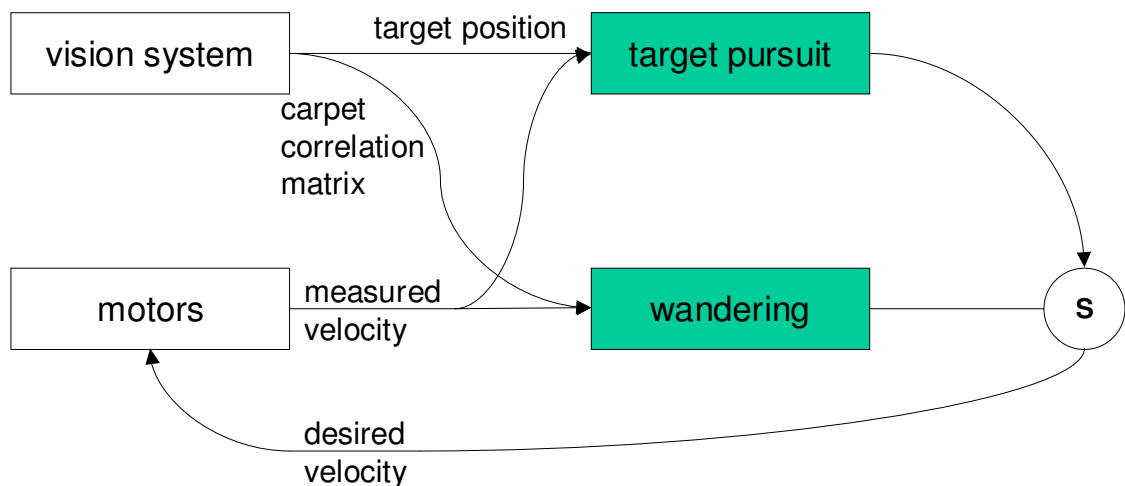 vision system
target position
target pursuit
carpet
correlation
matrix
motors
measured
velocity
wandering
S
desired
velocity